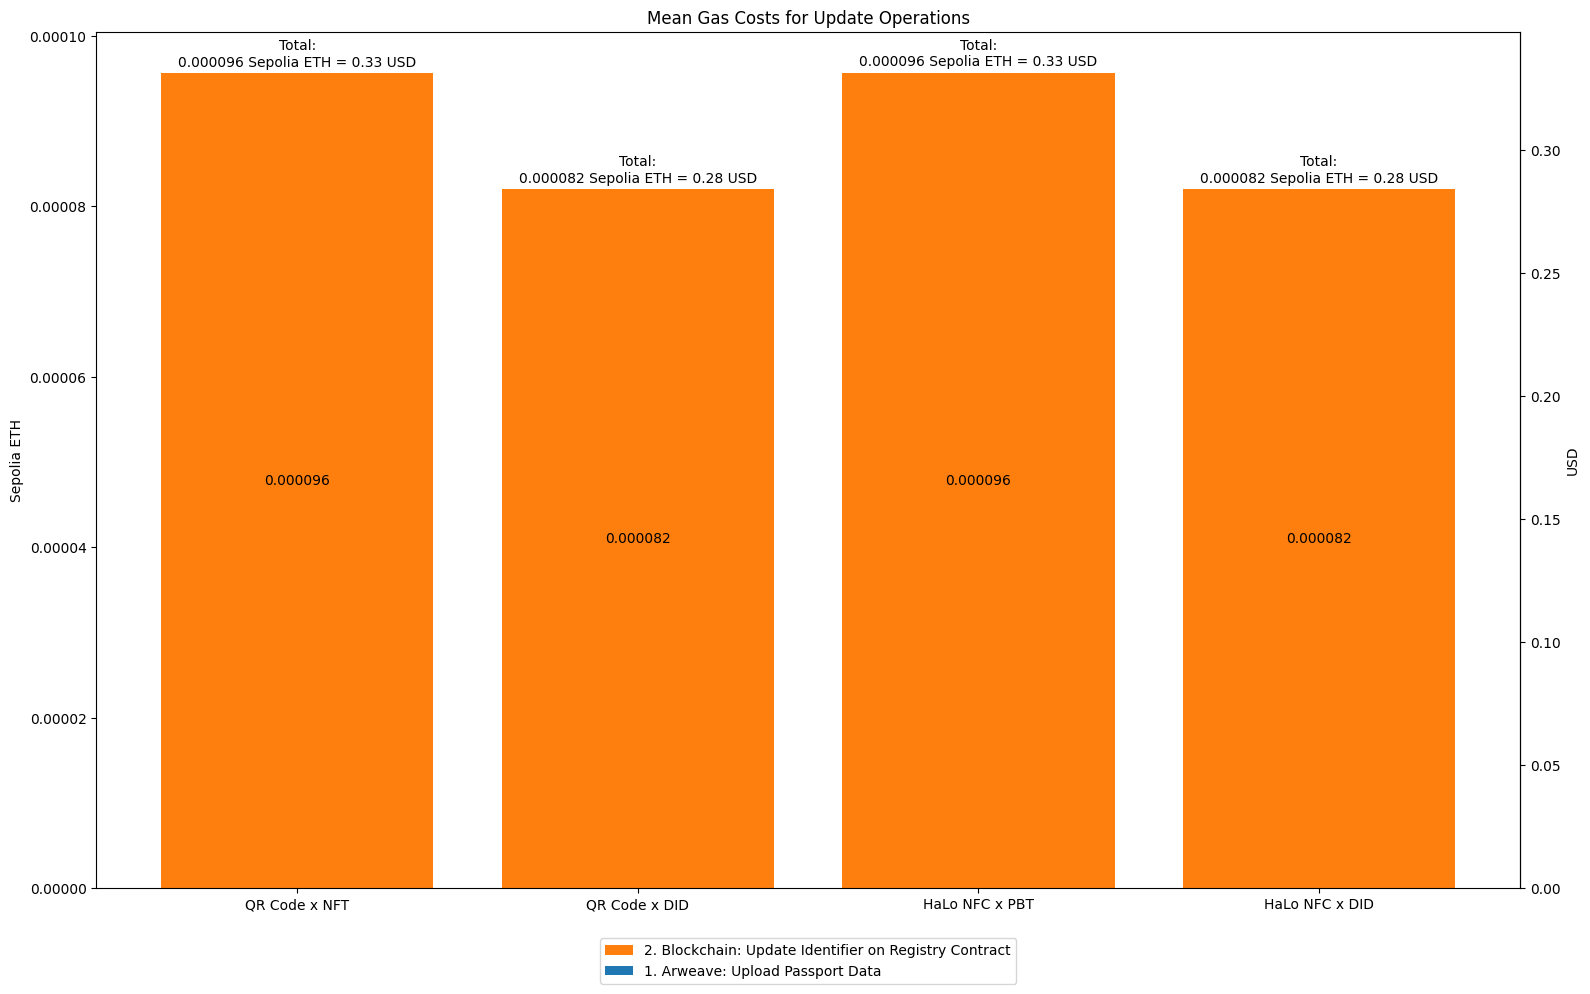 Mean Gas Costs for Update Operations
Total:
0.000096 Sepolia ETH = 0.33 USD
Total:
0.000082 Sepolia ETH = 0.28 USD
Total:
0.000096 Sepolia ETH = 0.33 USD
Total:
0.000082 Sepolia ETH = 0.28 USD
0.000096
0.000082
0.000096
0.000082
Sepolia ETH
0.00010
0.00008
0.00006
0.00004
0.00002
0.00000
USD
0.30
0.25
0.20
0.15
0.10
0.05
0.00
QR Code x NFT
QR Code x DID
HaLo NFC x PBT
HaLo NFC x DID
2. Blockchain: Update Identifier on Registry Contract
1. Arweave: Upload Passport Data